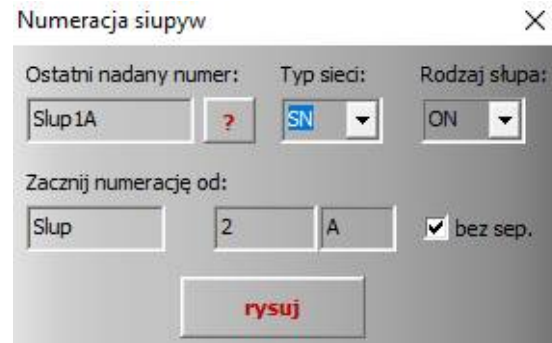 Numeracja siupyw
Ostatni nadany numer: Typ sieci: Rodzaj słupa:
Slup1A ? SN ON
Zacznij numerację od:
Slup 2 A bez sep.
rysuj